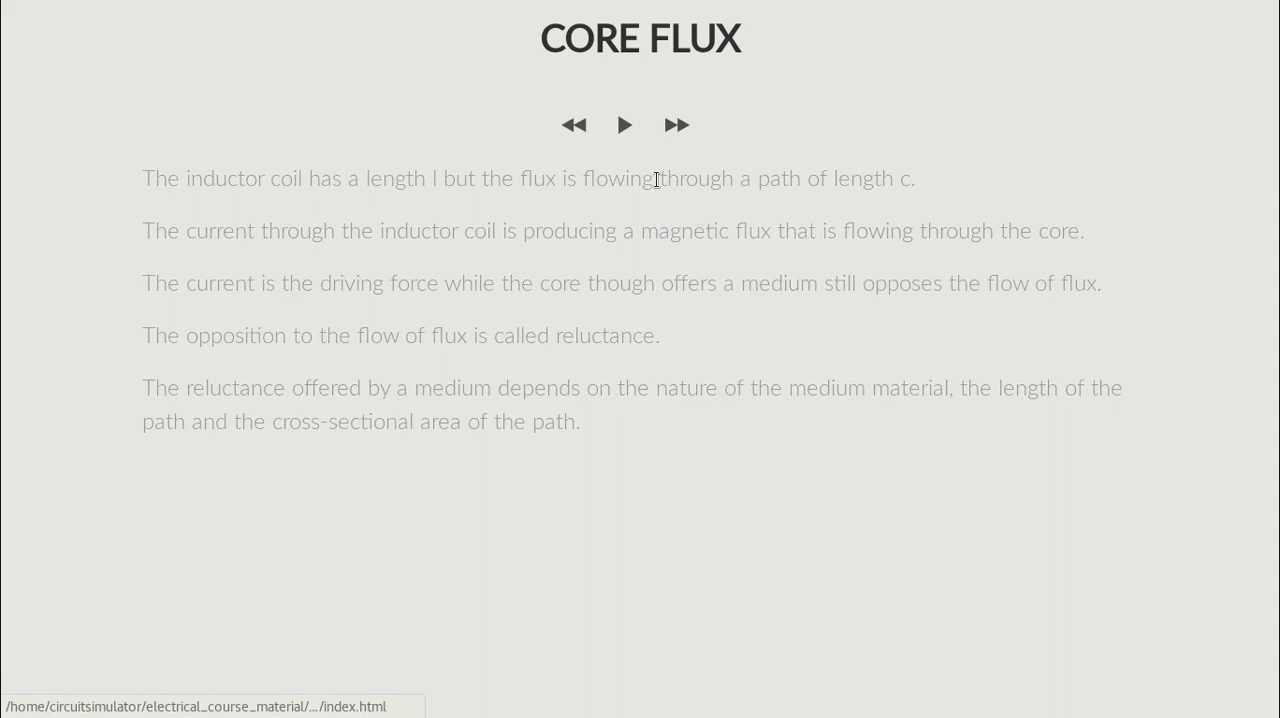 CORE FLUX
The inductor coil has a length l but the flux is flowing through a path of length c.
The current through the inductor coil is producing a magnetic flux that is flowing through the core.
The current is the driving force while the core though offers a medium still opposes the flow of flux.
The opposition to the flow of flux is called reluctance.
The reluctance offered by a medium depends on the nature of the medium material, the length of the
path and the cross-sectional area of the path.
/home/circuitsimulator/electrical_course_material/.../index.html